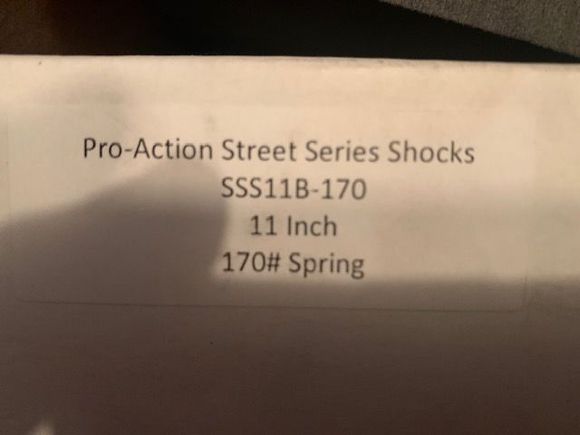 Pro-Action Street Series Shocks
SSS11B-170
11 Inch
170# Spring